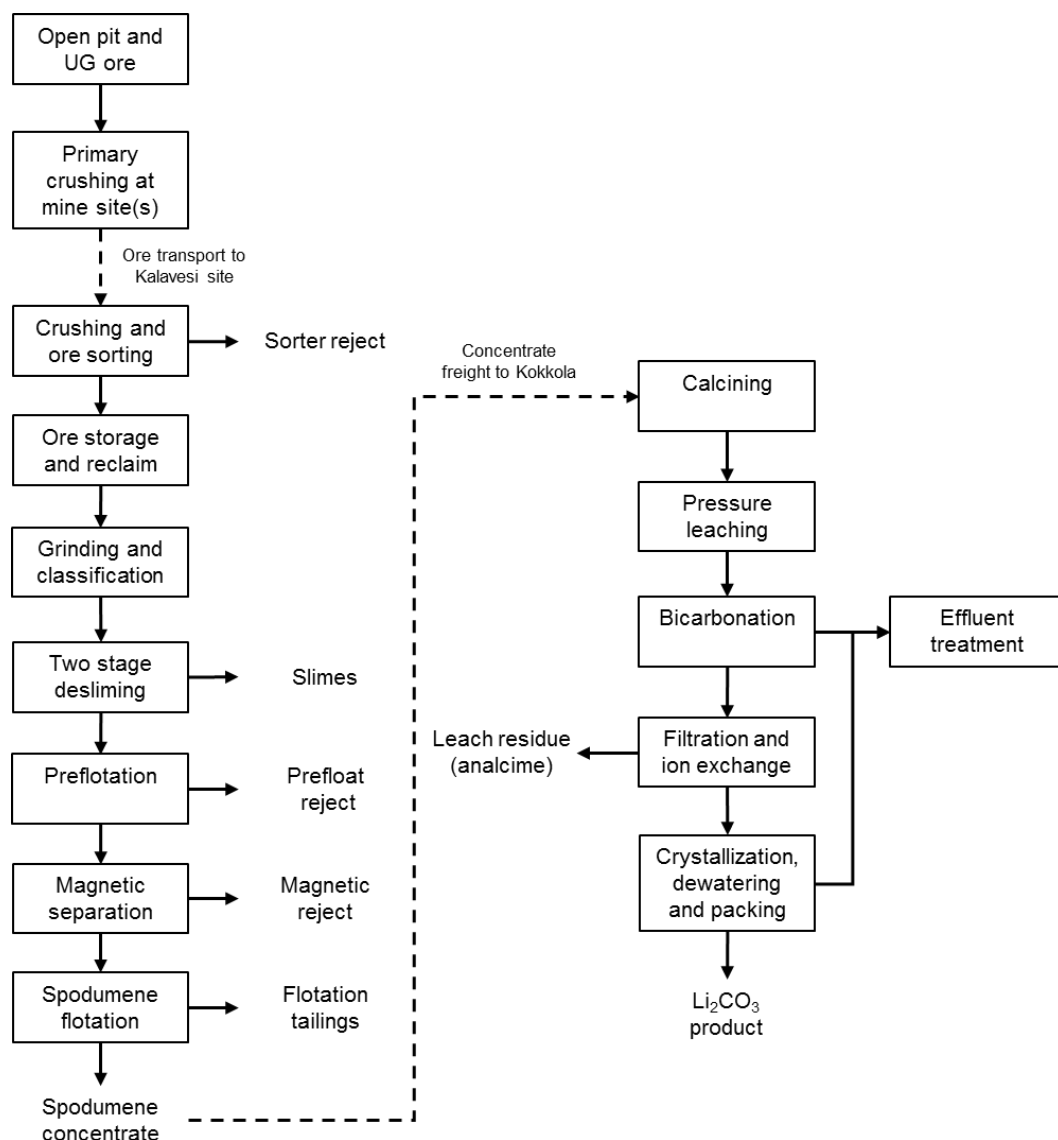 Open pit and
UG ore
Primary
crushing at
mine site(s)
Ore transport to
Kalavesi site
Crushing and
ore sorting
Sorter reject
Ore storage
and reclaim
Grinding and
classification
Two stage
desliming
Slimes
Preflotation
Prefloat
reject
Magnetic
separation
Magnetic
reject
Spodumene
flotation
Flotation
tailings
Spodumene
concentrate
Concentrate
freight to Kokkola
Calcining
Pressure
leaching
Bicarbonation
Effluent
treatment
Filtration and
ion exchange
Leach residue
(analcime)
Crystallization,
dewatering
and packing
Li₂CO₃
product